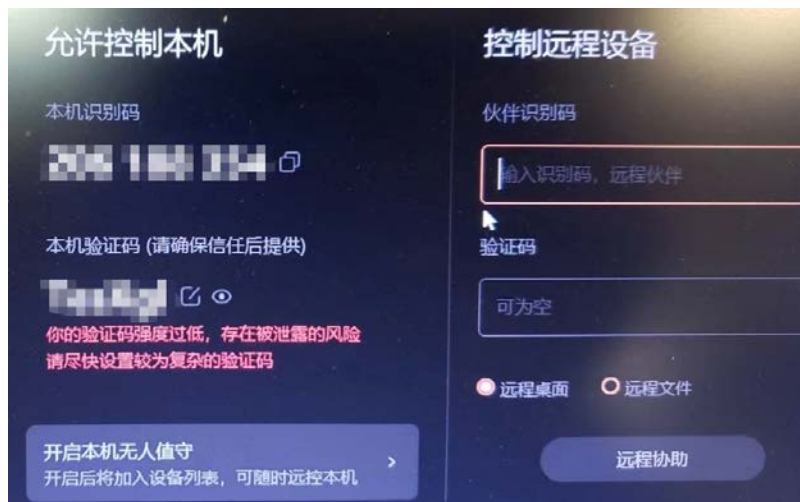 允许控制本机
本机识别码
本机验证码 (请确保信任后提供)
你的验证码强度过低，存在被泄露的风险
请尽快设置较为复杂的验证码
开启本机无人值守
开启后将加入设备列表，可随时远控本机
控制远程设备
伙伴识别码
输入识别码，远程伙伴
验证码
可为空
远程桌面
远程文件
远程协助